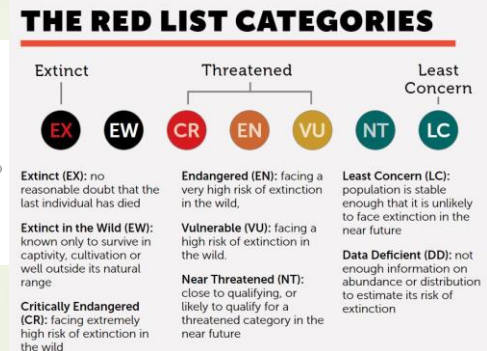 THE RED LIST CATEGORIES
Extinct
Threatened
Least
Concern
EX
EW
CR
EN
VU
NT
LC
Extinct (EX): no
reasonable doubt that the
last individual has died
Extinct in the Wild (EW):
known only to survive in
captivity, cultivation or
well outside its natural
range
Critically Endangered
(CR): facing extremely
high risk of extinction in
the wild
Endangered (EN): facing a
very high risk of extinction
in the wild,
Vulnerable (VU): facing a
high risk of extinction in
the wild.
Near Threatened (NT):
close to qualifying, or
likely to qualify for a
threatened category in the
near future
Least Concern (LC):
population is stable
enough that it is unlikely
to face extinction in the
near future
Data Deficient (DD): not
enough information on
abundance or distribution
to estimate its risk of
extinction